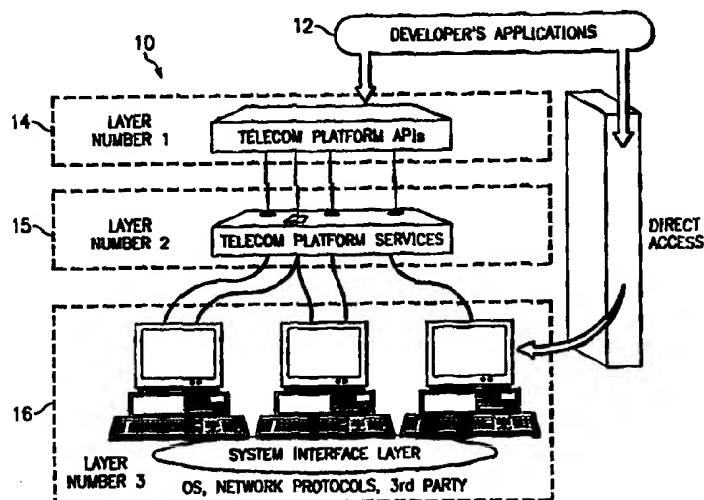 12
DEVELOPER'S APPLICATIONS
10
14
LAYER
NUMBER 1
TELECOM PLATFORM APIs
15
LAYER
NUMBER 2
TELECOM PLATFORM SERVICES
DIRECT
ACCESS
16
LAYER
NUMBER 3
SYSTEM INTERFACE LAYER
OS, NETWORK PROTOCOLS, 3rd PARTY